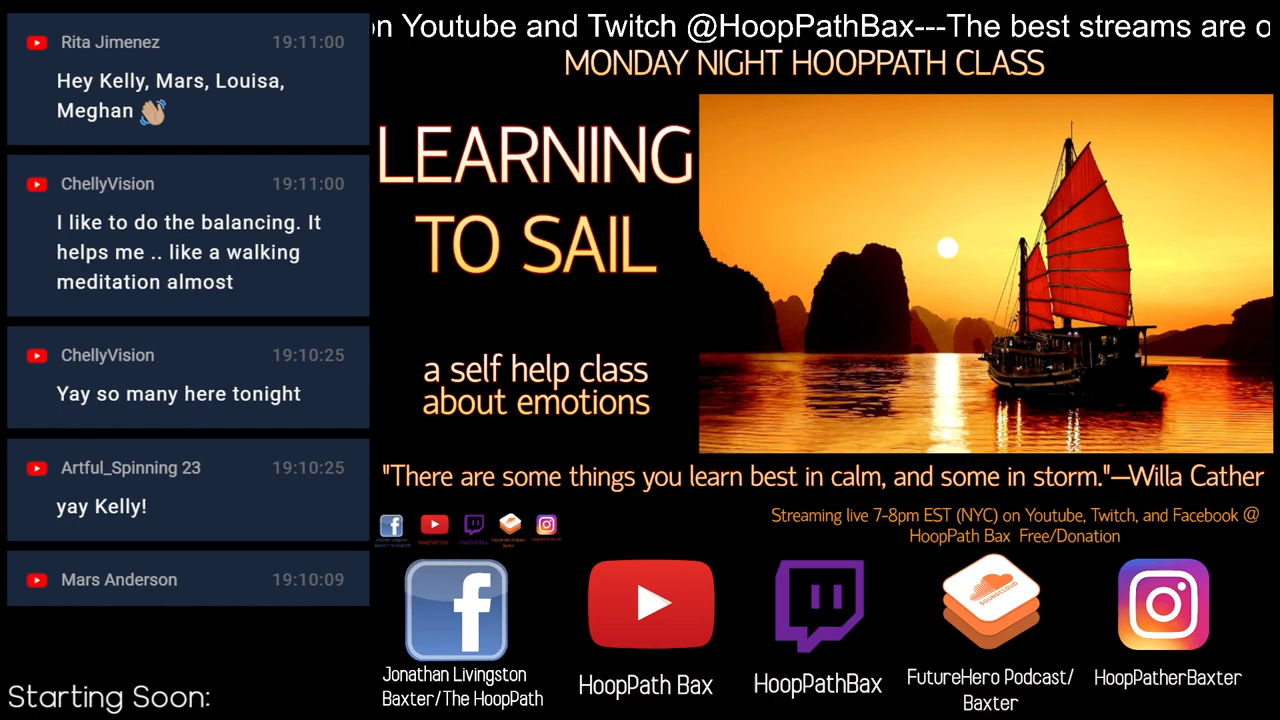 Rita Jimenez 19:11:00
Hey Kelly, Mars, Louisa,
Meghan 👋🏼
ChellyVision 19:11:00
I like to do the balancing. It
helps me .. like a walking
meditation almost
ChellyVision 19:10:25
Yay so many here tonight
Artful_Spinning 23 19:10:25
yay Kelly!
Mars Anderson 19:10:09
Starting Soon:
on Youtube and Twitch @HoopPathBax---The best streams are o
MONDAY NIGHT HOOPPATH CLASS
LEARNING
TO SAIL
a self help class
about emotions
"There are some things you learn best in calm, and some in storm."—Willa Cather
Streaming live 7-8pm EST (NYC) on Youtube, Twitch, and Facebook @
HoopPath Bax Free/Donation
SOUNDCLOUD
Jonathan Livingston
Baxter/The HoopPath
HoopPath Bax
HoopPathBax
FutureHero Podcast/
Baxter
HoopPatherBaxter